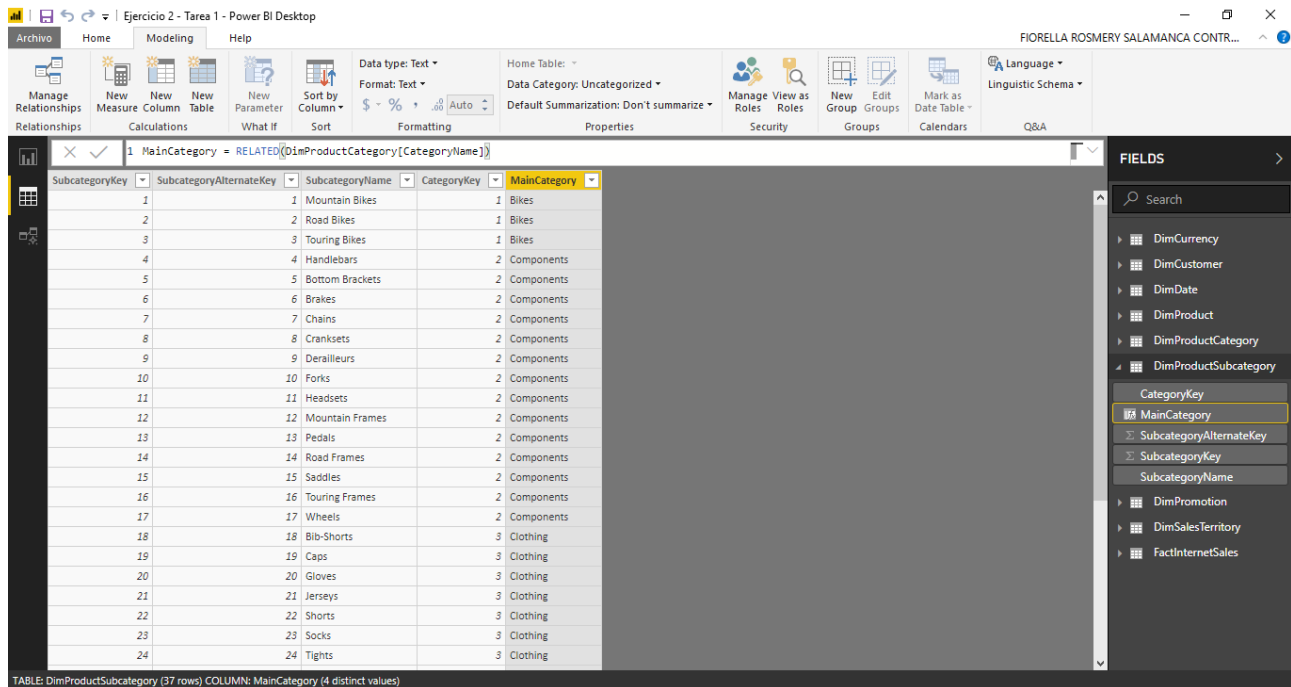 Ejercicio 2 - Tarea 1 - Power BI Desktop
Archivo Home Modeling Help FIORELLA ROSMERY SALAMANCA CONTR...
Manage Relationships
New Measure
New Column
New Table
New Parameter
Sort by Column
Data type: Text
Format: Text
$ % , .00 Auto
Home Table:
Data Category: Uncategorized
Default Summarization: Don't summarize
Manage Roles
View as Roles
New Group
Edit Groups
Mark as Date Table
Language
Linguistic Schema
Relationships Calculations What If Sort Formatting Properties Security Groups Calendars Q&A
1 MainCategory = RELATED(DimProductCategory[CategoryName])
SubcategoryKey SubcategoryAlternateKey SubcategoryName CategoryKey MainCategory
1 1 Mountain Bikes 1 Bikes
2 2 Road Bikes 1 Bikes
3 3 Touring Bikes 1 Bikes
4 4 Handlebars 2 Components
5 5 Bottom Brackets 2 Components
6 6 Brakes 2 Components
7 7 Chains 2 Components
8 8 Cranksets 2 Components
9 9 Derailleurs 2 Components
10 10 Forks 2 Components
11 11 Headsets 2 Components
12 12 Mountain Frames 2 Components
13 13 Pedals 2 Components
14 14 Road Frames 2 Components
15 15 Saddles 2 Components
16 16 Touring Frames 2 Components
17 17 Wheels 2 Components
18 18 Bib-Shorts 3 Clothing
19 19 Caps 3 Clothing
20 20 Gloves 3 Clothing
21 21 Jerseys 3 Clothing
22 22 Shorts 3 Clothing
23 23 Socks 3 Clothing
24 24 Tights 3 Clothing
FIELDS
Search
DimCurrency
DimCustomer
DimDate
DimProduct
DimProductCategory
DimProductSubcategory
CategoryKey
MainCategory
Σ SubcategoryAlternateKey
Σ SubcategoryKey
SubcategoryName
DimPromotion
DimSalesTerritory
FactInternetSales
TABLE: DimProductSubcategory (37 rows) COLUMN: MainCategory (4 distinct values)